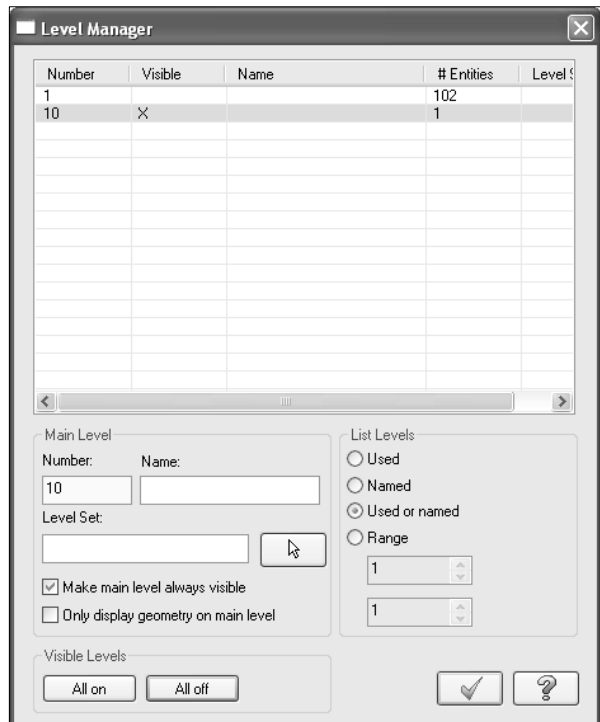 Level Manager
Number Visible Name # Entities Level S
1 102
10 X 1
Main Level
Number: Name:
10
Level Set:
Make main level always visible
Only display geometry on main level
List Levels
Used
Named
Used or named
Range
1
1
Visible Levels
All on All off